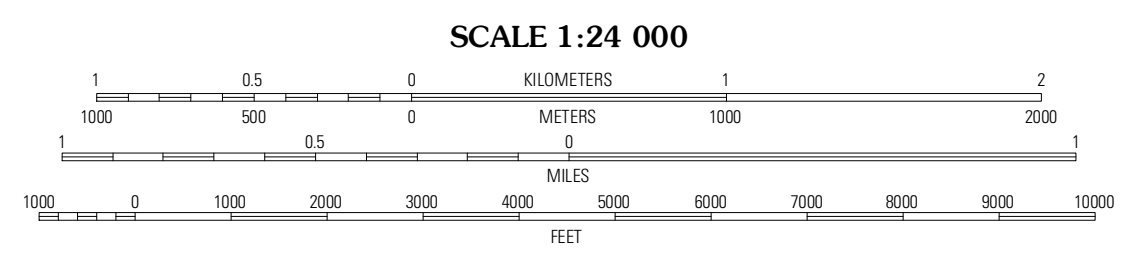 SCALE 1:24 000
1 0.5 0 KILOMETERS 1 2
1000 500 0 METERS 1000 2000
1 0.5 0 1
MILES
1000 0 1000 2000 3000 4000 5000 6000 7000 8000 9000 10000
FEET